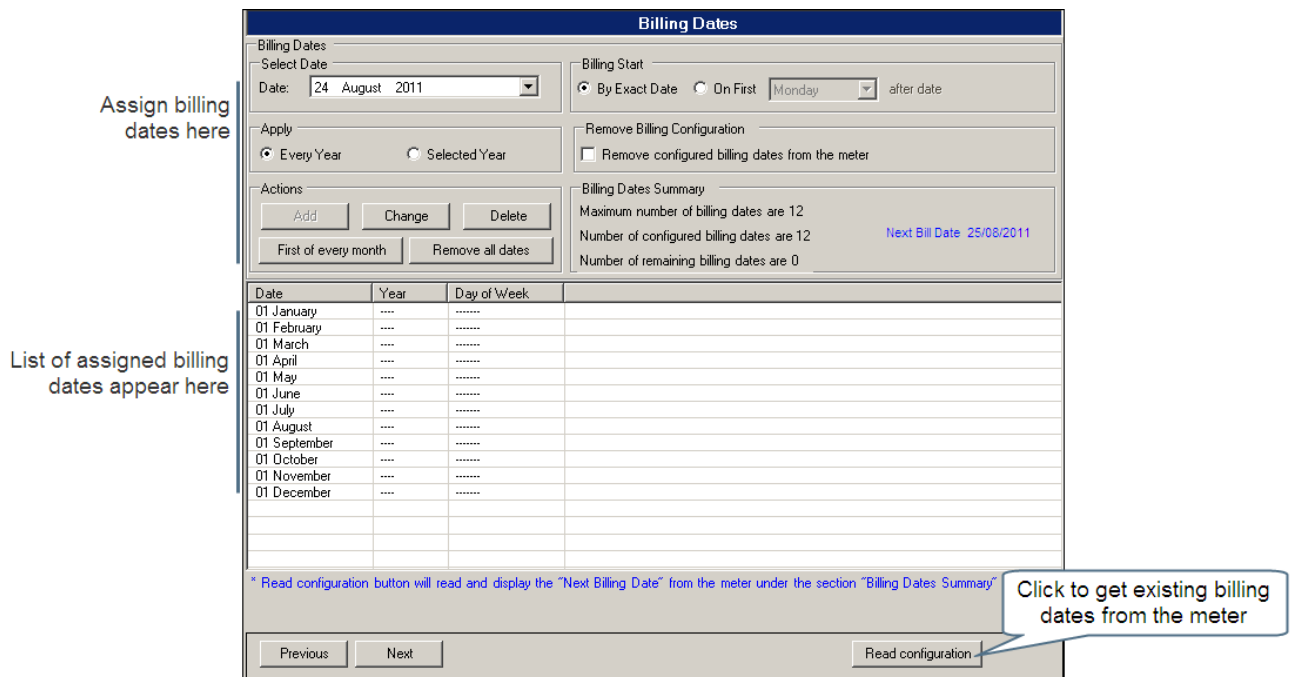 Billing Dates
Billing Dates
Select Date
Date: 24 August 2011
Billing Start
By Exact Date On First Monday after date
Assign billing
dates here
Apply
Every Year Selected Year
Remove Billing Configuration
Remove configured billing dates from the meter
Actions
Add Change Delete
First of every month Remove all dates
Billing Dates Summary
Maximum number of billing dates are 12
Number of configured billing dates are 12
Next Bill Date 25/08/2011
Number of remaining billing dates are 0
Date Year Day of Week
01 January ---- -------
01 February ---- -------
01 March ---- -------
01 April ---- -------
01 May ---- -------
01 June ---- -------
01 July ---- -------
01 August ---- -------
01 September ---- -------
01 October ---- -------
01 November ---- -------
01 December ---- -------
List of assigned billing
dates appear here
* Read configuration button will read and display the "Next Billing Date" from the meter under the section "Billing Dates Summary"
Click to get existing billing
dates from the meter
Previous Next Read configuration